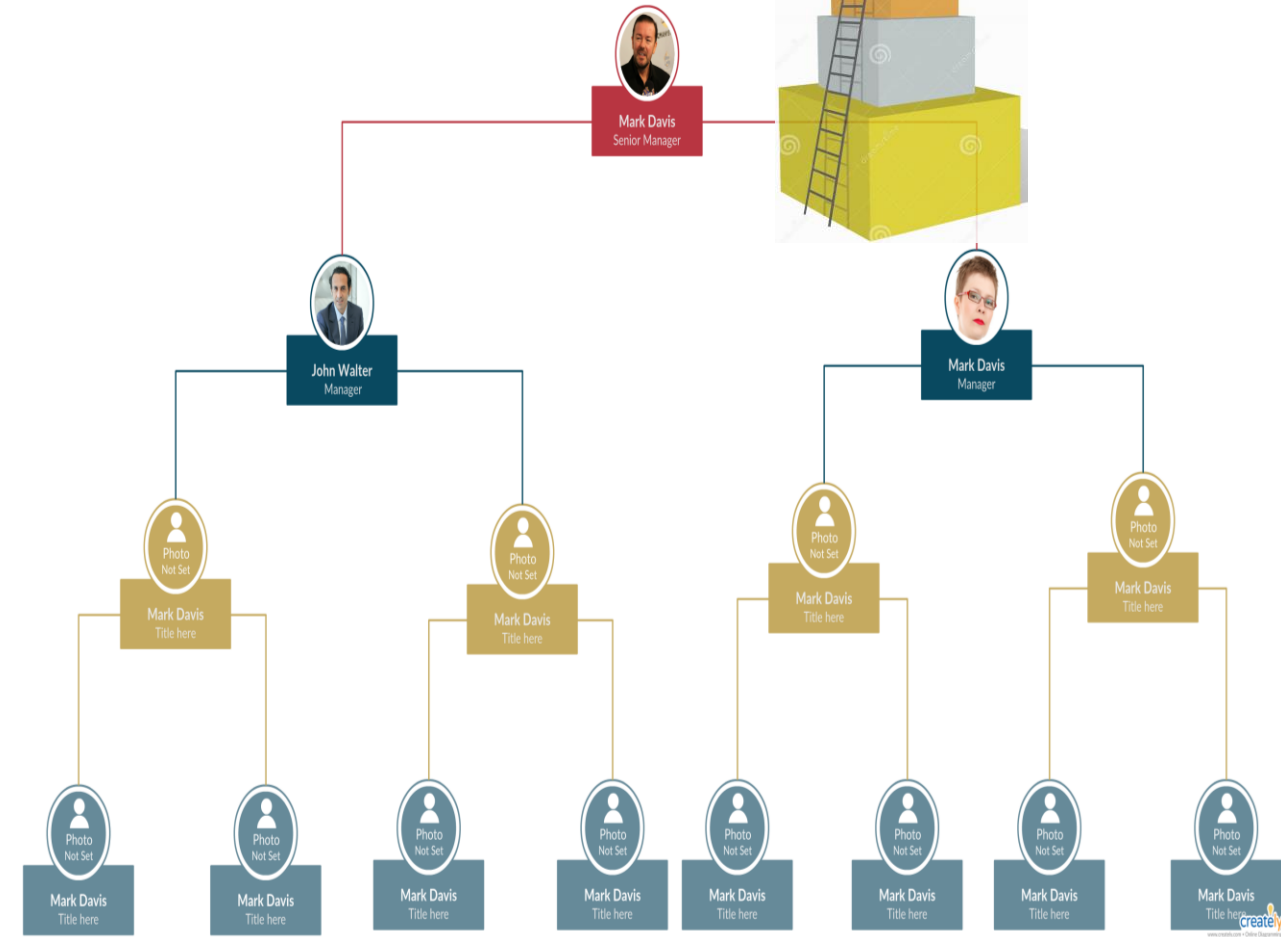 Mark Davis
Senior Manager
John Walter
Manager
Mark Davis
Manager
Photo
Not Set
Mark Davis
Title here
Photo
Not Set
Mark Davis
Title here
Photo
Not Set
Mark Davis
Title here
Photo
Not Set
Mark Davis
Title here
Photo
Not Set
Mark Davis
Title here
Photo
Not Set
Mark Davis
Title here
Photo
Not Set
Mark Davis
Title here
Photo
Not Set
Mark Davis
Title here
Photo
Not Set
Mark Davis
Title here
Photo
Not Set
Mark Davis
Title here
Photo
Not Set
Mark Davis
Title here
Photo
Not Set
Mark Davis
Title here
creately